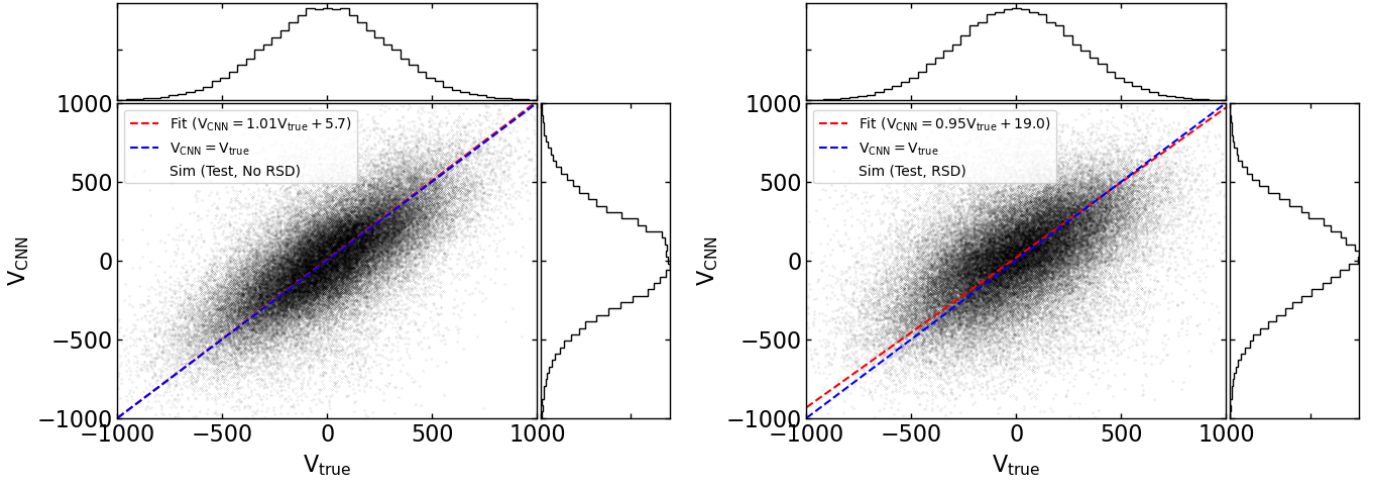 1000
500
0
−500
−1000
V_CNN
Fit (V_CNN = 1.01V_true + 5.7)
V_CNN = V_true
Sim (Test, No RSD)
−1000
−500
0
500
1000
V_true
1000
500
0
−500
−1000
V_CNN
Fit (V_CNN = 0.95V_true + 19.0)
V_CNN = V_true
Sim (Test, RSD)
−1000
−500
0
500
1000
V_true